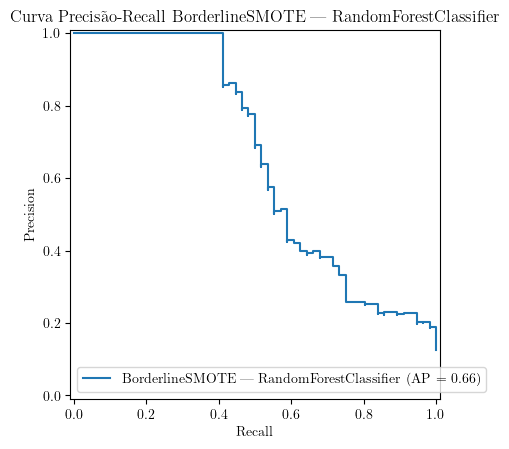 Curva Precisão-Recall BorderlineSMOTE — RandomForestClassifier
1.0
0.8
0.6
0.4
0.2
0.0
Precision
BorderlineSMOTE — RandomForestClassifier (AP = 0.66)
0.0 0.2 0.4 0.6 0.8 1.0
Recall